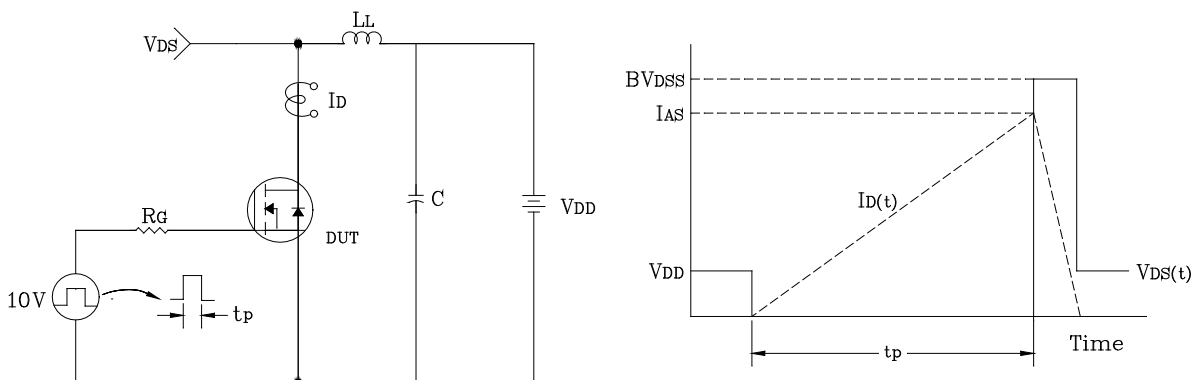 LL
VDS
ID
RG
C
VDD
DUT
10V
tp
BVDSS
IAS
ID(t)
VDD
VDS(t)
tp
Time